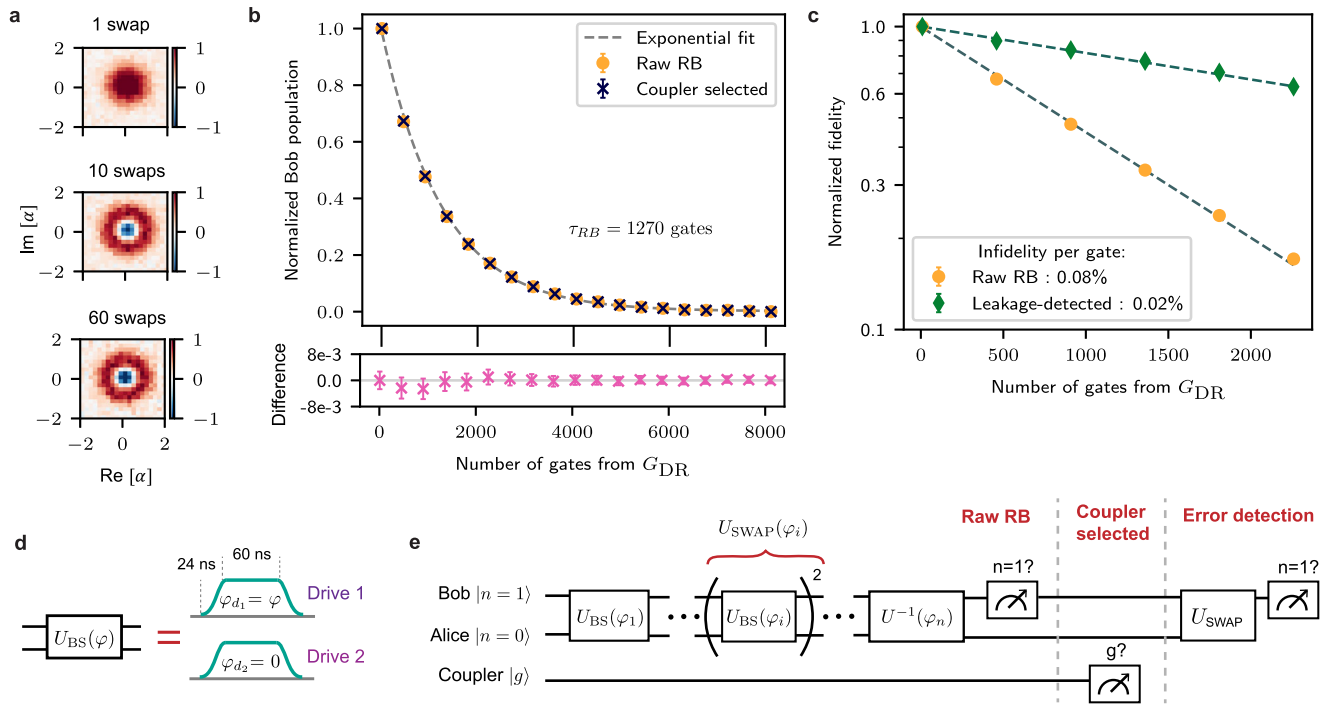 a
1 swap
2
0
−2
1
0
−1
10 swaps
2
0
−2
1
0
−1
Im [α]
60 swaps
2
0
−2
1
0
−1
−2 0 2
Re [α]
b
1.0
0.8
0.6
0.4
0.2
0.0
Normalized Bob population
Exponential fit
Raw RB
Coupler selected
τ_RB = 1270 gates
8e-3
0.0
-8e-3
Difference
0 2000 4000 6000 8000
Number of gates from G_DR
c
1.0
0.6
0.3
0.1
Normalized fidelity
Infidelity per gate:
Raw RB : 0.08%
Leakage-detected : 0.02%
0 500 1000 1500 2000
Number of gates from G_DR
d
U_BS(φ)
=
24 ns 60 ns
φ_d₁ = φ
Drive 1
φ_d₂ = 0
Drive 2
e
U_SWAP(φ_i)
Raw RB
Coupler
selected
Error detection
Bob |n = 1⟩
Alice |n = 0⟩
Coupler |g⟩
U_BS(φ₁)
•••
(U_BS(φ_i))²
•••
U⁻¹(φ_n)
n=1?
g?
U_SWAP
n=1?